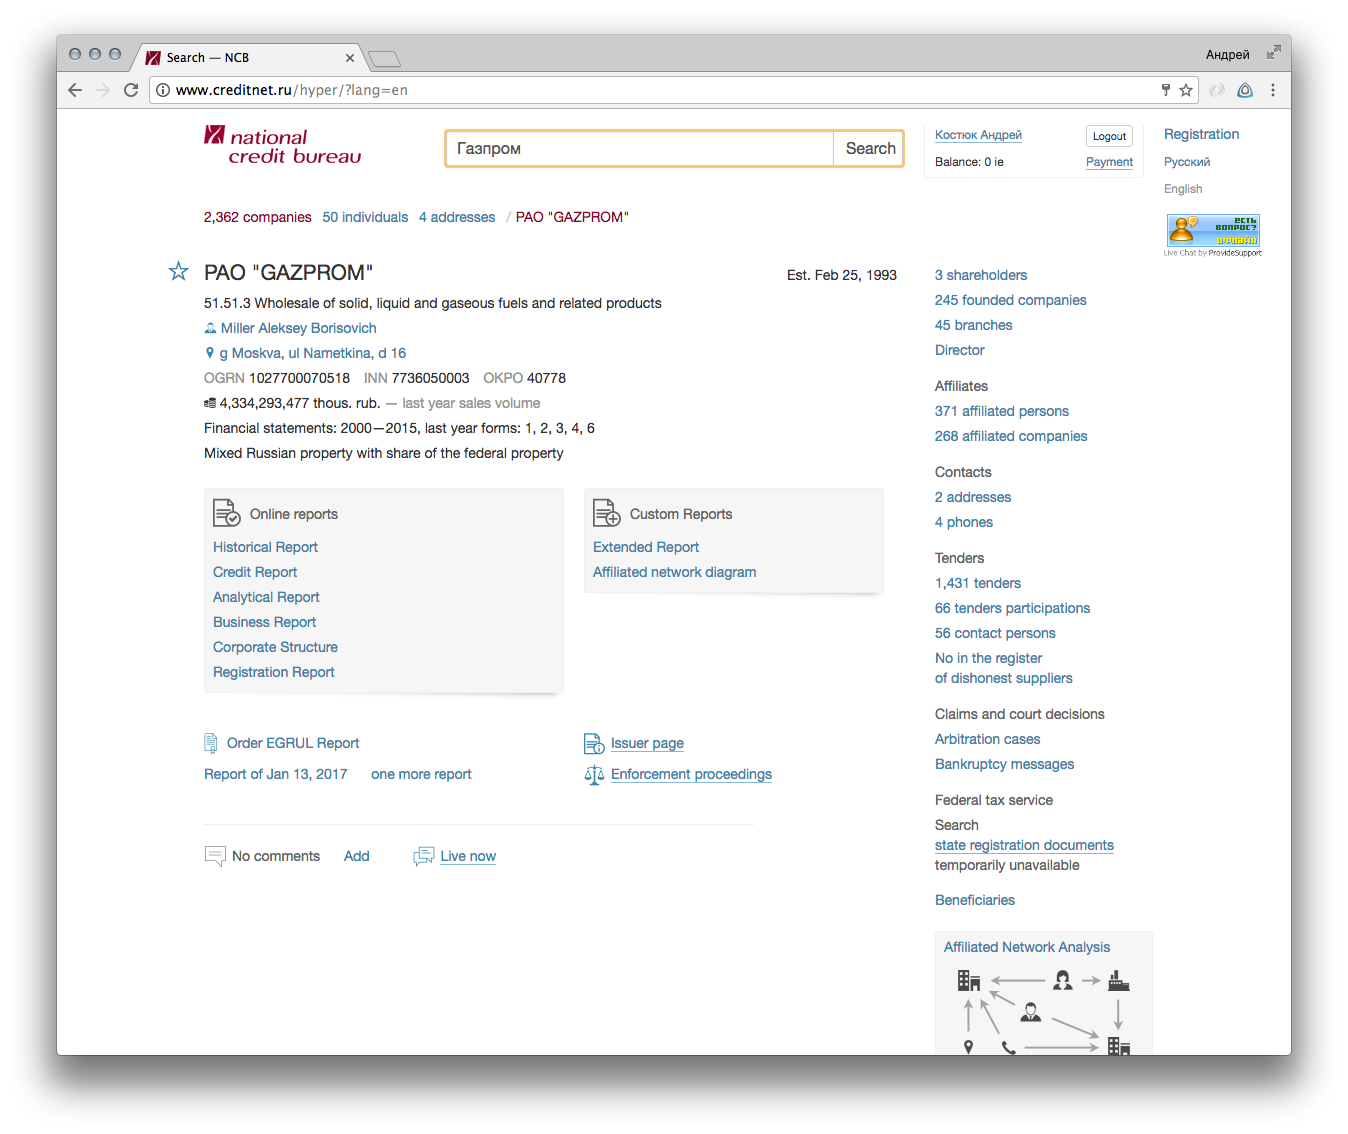 Search — NCB
Андрей
www.creditnet.ru/hyper/?lang=en
national
credit bureau
Газпром
Search
Костюк Андрей
Logout
Balance: 0 ie
Payment
Registration
Русский
English
есть
вопрос?
оффлайн
Live Chat by ProvideSupport
2,362 companies 50 individuals 4 addresses / PAO "GAZPROM"
PAO "GAZPROM"
Est. Feb 25, 1993
51.51.3 Wholesale of solid, liquid and gaseous fuels and related products
Miller Aleksey Borisovich
g Moskva, ul Nametkina, d 16
OGRN 1027700070518 INN 7736050003 OKPO 40778
4,334,293,477 thous. rub. — last year sales volume
Financial statements: 2000—2015, last year forms: 1, 2, 3, 4, 6
Mixed Russian property with share of the federal property
Online reports
Historical Report
Credit Report
Analytical Report
Business Report
Corporate Structure
Registration Report
Custom Reports
Extended Report
Affiliated network diagram
Order EGRUL Report
Report of Jan 13, 2017 one more report
Issuer page
Enforcement proceedings
No comments Add
Live now
3 shareholders
245 founded companies
45 branches
Director
Affiliates
371 affiliated persons
268 affiliated companies
Contacts
2 addresses
4 phones
Tenders
1,431 tenders
66 tenders participations
56 contact persons
No in the register
of dishonest suppliers
Claims and court decisions
Arbitration cases
Bankruptcy messages
Federal tax service
Search
state registration documents
temporarily unavailable
Beneficiaries
Affiliated Network Analysis